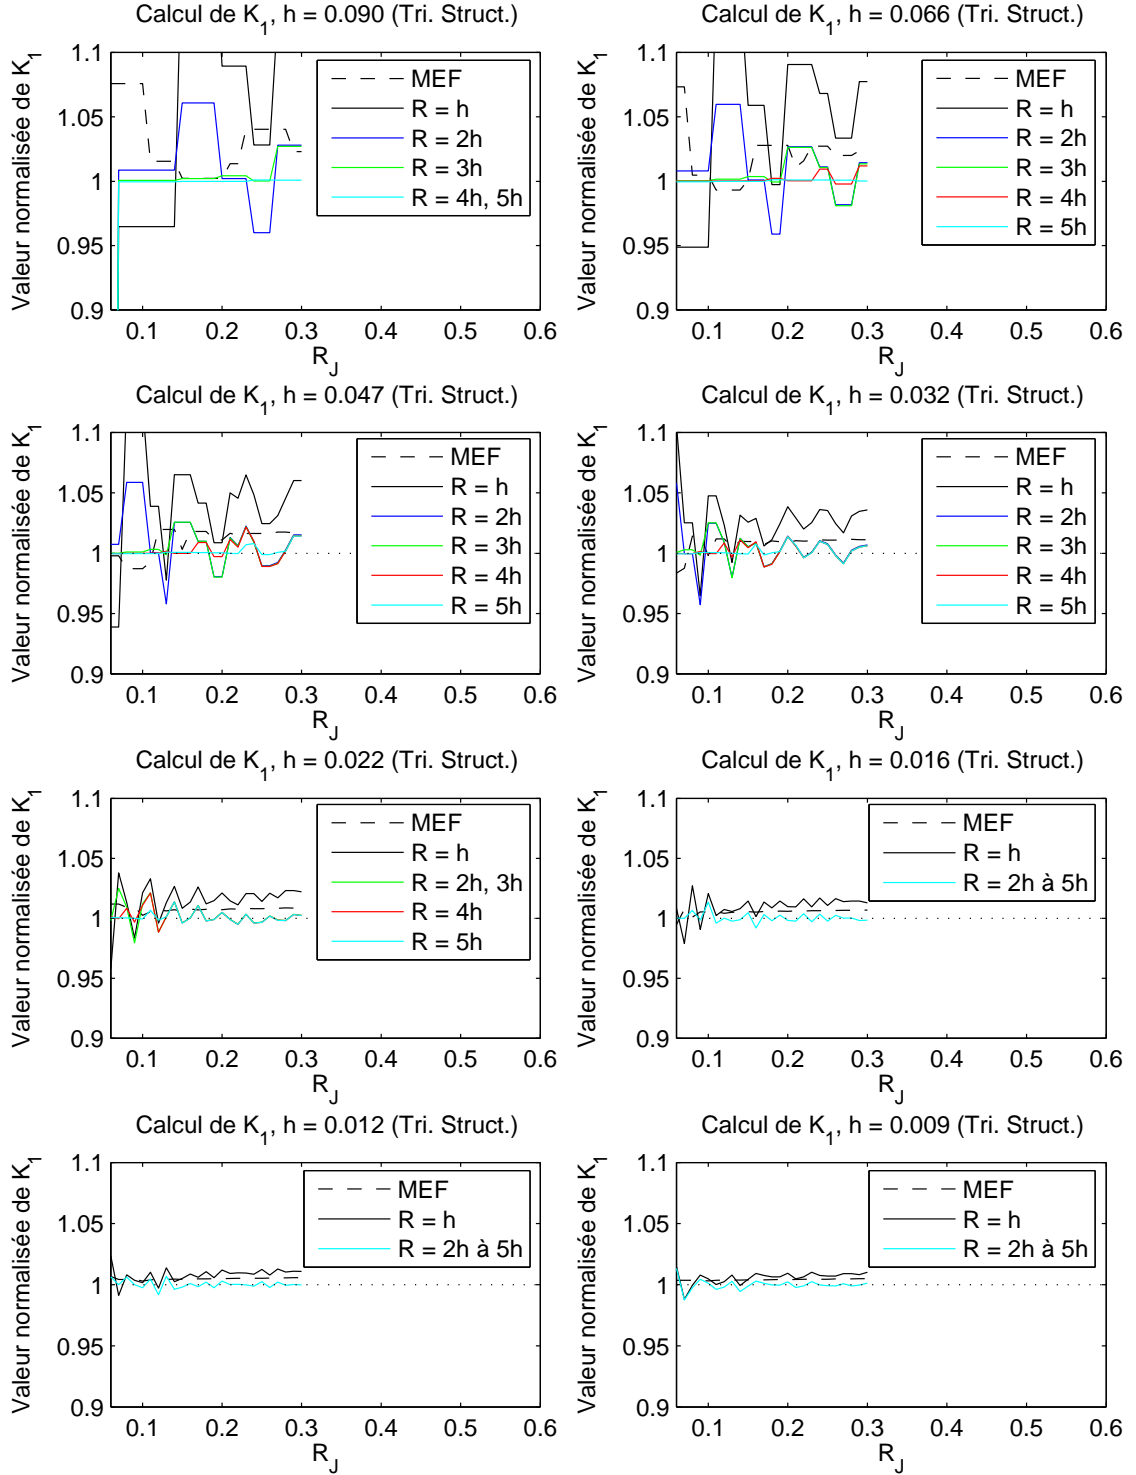 Calcul de K1, h = 0.090 (Tri. Struct.)
Valeur normalisée de K1
1.1
1.05
1
0.95
0.9
0.1 0.2 0.3 0.4 0.5 0.6
RJ
MEF
R = h
R = 2h
R = 3h
R = 4h, 5h
Calcul de K1, h = 0.066 (Tri. Struct.)
Valeur normalisée de K1
1.1
1.05
1
0.95
0.9
0.1 0.2 0.3 0.4 0.5 0.6
RJ
MEF
R = h
R = 2h
R = 3h
R = 4h
R = 5h
Calcul de K1, h = 0.047 (Tri. Struct.)
Valeur normalisée de K1
1.1
1.05
1
0.95
0.9
0.1 0.2 0.3 0.4 0.5 0.6
RJ
MEF
R = h
R = 2h
R = 3h
R = 4h
R = 5h
Calcul de K1, h = 0.032 (Tri. Struct.)
Valeur normalisée de K1
1.1
1.05
1
0.95
0.9
0.1 0.2 0.3 0.4 0.5 0.6
RJ
MEF
R = h
R = 2h
R = 3h
R = 4h
R = 5h
Calcul de K1, h = 0.022 (Tri. Struct.)
Valeur normalisée de K1
1.1
1.05
1
0.95
0.9
0.1 0.2 0.3 0.4 0.5 0.6
RJ
MEF
R = h
R = 2h, 3h
R = 4h
R = 5h
Calcul de K1, h = 0.016 (Tri. Struct.)
Valeur normalisée de K1
1.1
1.05
1
0.95
0.9
0.1 0.2 0.3 0.4 0.5 0.6
RJ
MEF
R = h
R = 2h à 5h
Calcul de K1, h = 0.012 (Tri. Struct.)
Valeur normalisée de K1
1.1
1.05
1
0.95
0.9
0.1 0.2 0.3 0.4 0.5 0.6
RJ
MEF
R = h
R = 2h à 5h
Calcul de K1, h = 0.009 (Tri. Struct.)
Valeur normalisée de K1
1.1
1.05
1
0.95
0.9
0.1 0.2 0.3 0.4 0.5 0.6
RJ
MEF
R = h
R = 2h à 5h